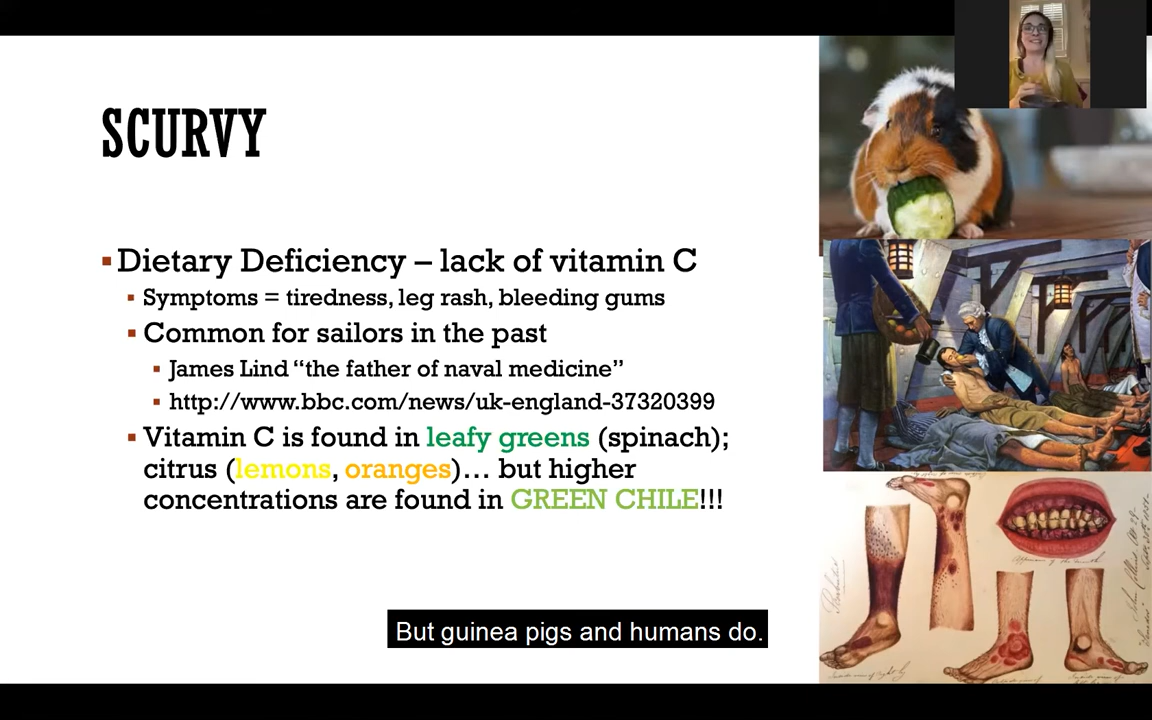 SCURVY
▪Dietary Deficiency – lack of vitamin C
▪ Symptoms = tiredness, leg rash, bleeding gums
▪ Common for sailors in the past
▪ James Lind “the father of naval medicine”
▪ http://www.bbc.com/news/uk-england-37320399
▪ Vitamin C is found in leafy greens (spinach);
citrus (lemons, oranges)… but higher
concentrations are found in GREEN CHILE!!!
But guinea pigs and humans do.